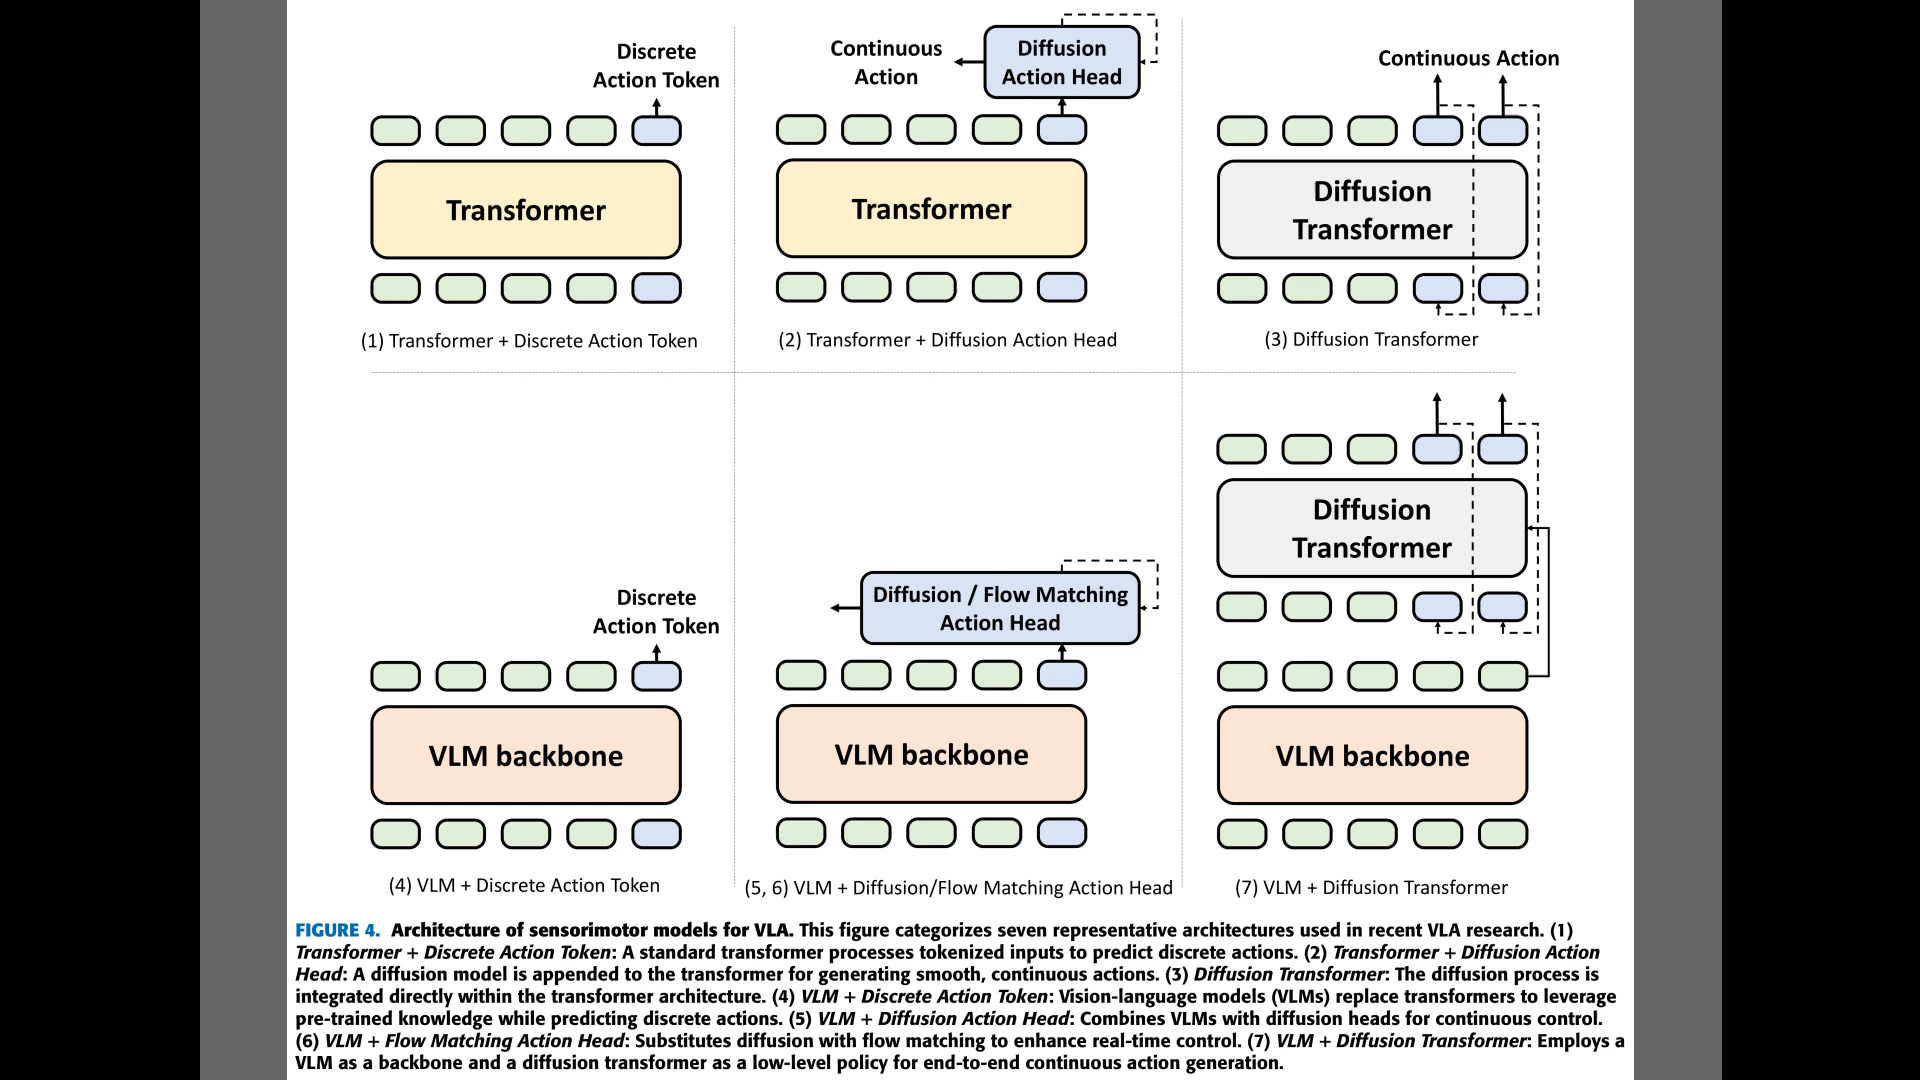 Discrete
Action Token
Transformer
(1) Transformer + Discrete Action Token
Continuous
Action
Diffusion
Action Head
Transformer
(2) Transformer + Diffusion Action Head
Continuous Action
Diffusion
Transformer
(3) Diffusion Transformer
Discrete
Action Token
VLM backbone
(4) VLM + Discrete Action Token
Diffusion / Flow Matching
Action Head
VLM backbone
(5, 6) VLM + Diffusion/Flow Matching Action Head
Diffusion
Transformer
VLM backbone
(7) VLM + Diffusion Transformer
FIGURE 4. Architecture of sensorimotor models for VLA. This figure categorizes seven representative architectures used in recent VLA research. (1)
Transformer + Discrete Action Token: A standard transformer processes tokenized inputs to predict discrete actions. (2) Transformer + Diffusion Action
Head: A diffusion model is appended to the transformer for generating smooth, continuous actions. (3) Diffusion Transformer: The diffusion process is
integrated directly within the transformer architecture. (4) VLM + Discrete Action Token: Vision-language models (VLMs) replace transformers to leverage
pre-trained knowledge while predicting discrete actions. (5) VLM + Diffusion Action Head: Combines VLMs with diffusion heads for continuous control.
(6) VLM + Flow Matching Action Head: Substitutes diffusion with flow matching to enhance real-time control. (7) VLM + Diffusion Transformer: Employs a
VLM as a backbone and a diffusion transformer as a low-level policy for end-to-end continuous action generation.